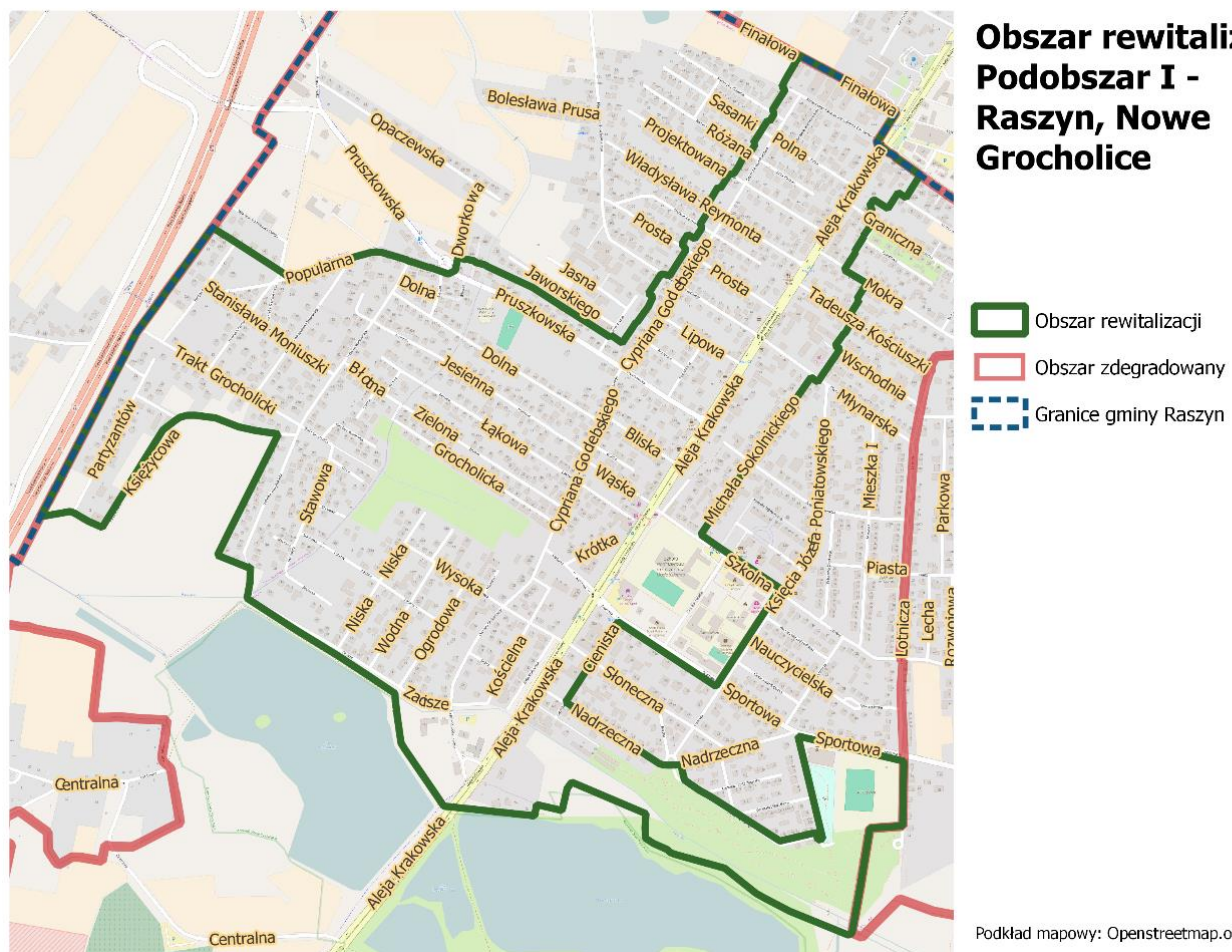 Obszar rewitaliz
Podobszar I -
Raszyn, Nowe
Grocholice
Obszar rewitalizacji
Obszar zdegradowany
Granice gminy Raszyn
Podkład mapowy: Openstreetmap.o
Finałowa
Finałowa
Bolesława Prusa
Sasanki
Opaczewska
Projektowana
Różana
Polna
Pruszkowska
Władysława Reymonta
Aleja Krakowska
Dworkowa
Prosta
Graniczna
Popularna
Jasna
Jaworskiego
Prosta
Mokra
Dolna
Cypriana Godebskiego
Tadeusza Kościuszki
Stanisława Moniuszki
Pruszkowska
Lipowa
Trakt Grocholicki
Dolna
Wschodnia
Błotna
Jesienna
Młynarska
Partyzantów
Zielona
Łąkowa
Bliska
Aleja Krakowska
Michała Sokolnickiego
Księżycowa
Grocholicka
Cypriana Godebskiego
Wąska
Księcia Józefa Poniatowskiego
Mieszka I
Parkowa
Stawowa
Krótka
Szkolna
Piasta
Niska
Wysoka
Niska
Wodna
Ogrodowa
Lotnicza
Lecha
Rozwojowa
Cienista
Nauczycielska
Kościelna
Słoneczna
Sportowa
Zacisze
Aleja Krakowska
Nadrzeczna
Nadrzeczna
Sportowa
Centralna
Aleja Krakowska
Centralna